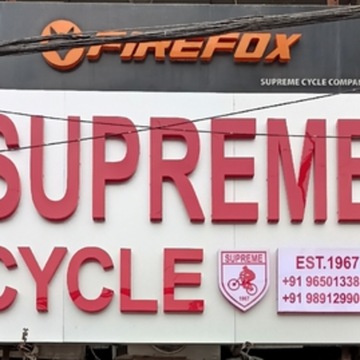 FIREFOX
SUPREME CYCLE COMPA
SUPREME
CYCLE
SUPREME
1967
EST.1967
+91 96501338
+91 98912990